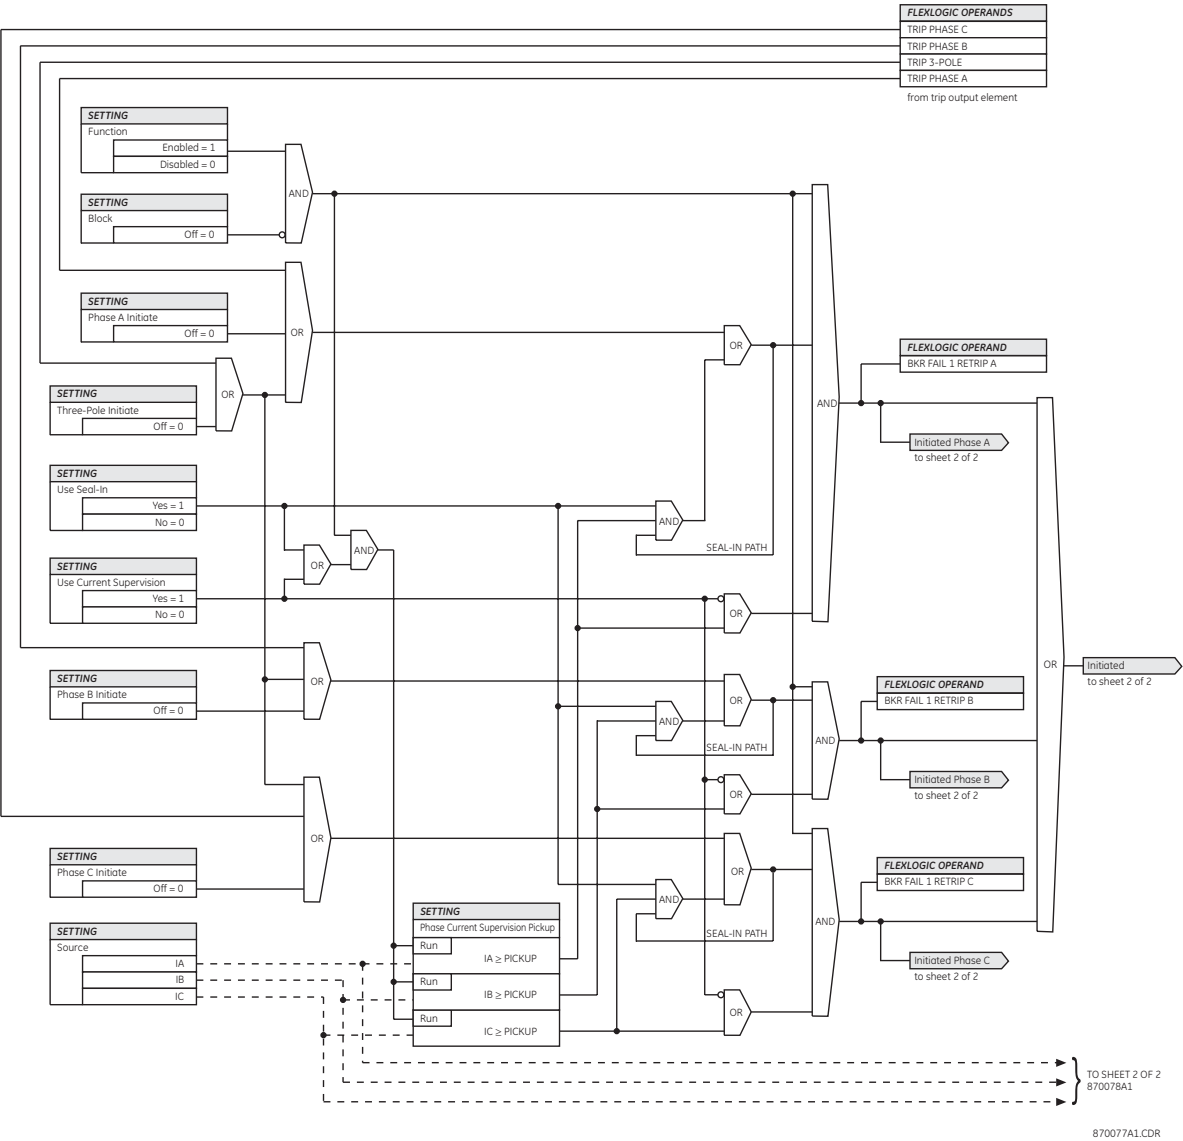 FLEXLOGIC OPERANDS
TRIP PHASE C
TRIP PHASE B
TRIP 3-POLE
TRIP PHASE A
from trip output element
SETTING
Function
Enabled = 1
Disabled = 0
AND
SETTING
Block
Off = 0
SETTING
Phase A Initiate
Off = 0
OR
OR
FLEXLOGIC OPERAND
BKR FAIL 1 RETRIP A
SETTING
Three-Pole Initiate
Off = 0
OR
AND
Initiated Phase A
to sheet 2 of 2
SETTING
Use Seal-In
Yes = 1
No = 0
AND
SEAL-IN PATH
AND
OR
SETTING
Use Current Supervision
Yes = 1
No = 0
OR
SETTING
Phase B Initiate
Off = 0
OR
OR
AND
SEAL-IN PATH
OR
AND
FLEXLOGIC OPERAND
BKR FAIL 1 RETRIP B
Initiated Phase B
to sheet 2 of 2
OR
Initiated
to sheet 2 of 2
OR
SETTING
Phase C Initiate
Off = 0
OR
AND
SEAL-IN PATH
OR
AND
FLEXLOGIC OPERAND
BKR FAIL 1 RETRIP C
Initiated Phase C
to sheet 2 of 2
SETTING
Source
IA
IB
IC
SETTING
Phase Current Supervision Pickup
Run
IA ≥ PICKUP
Run
IB ≥ PICKUP
Run
IC ≥ PICKUP
TO SHEET 2 OF 2
870078A1
870077A1.CDR